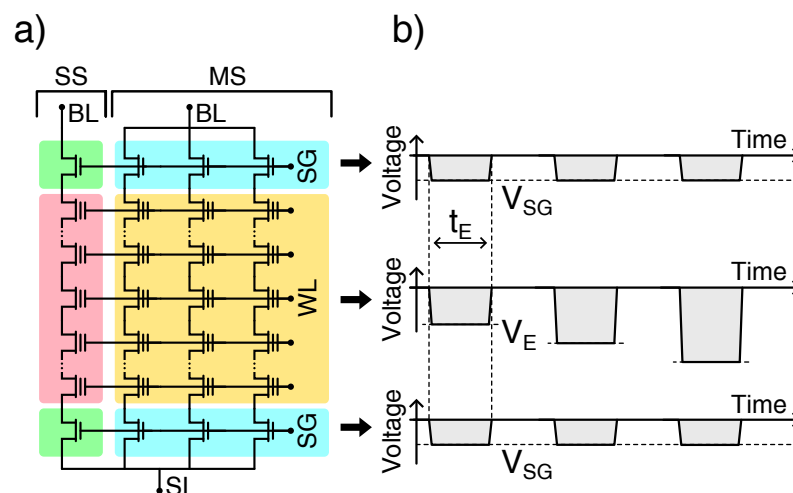 a)
b)
SS
MS
BL
BL
SG
WL
SG
SL
Voltage
Time
V_SG
t_E
Voltage
Time
V_E
Voltage
Time
V_SG